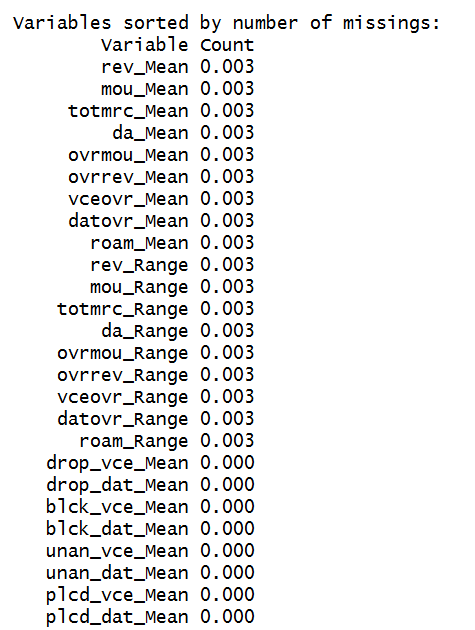 Variables sorted by number of missings:
Variable Count
rev_Mean 0.003
mou_Mean 0.003
totmrc_Mean 0.003
da_Mean 0.003
ovrmou_Mean 0.003
ovrrev_Mean 0.003
vceovr_Mean 0.003
datovr_Mean 0.003
roam_Mean 0.003
rev_Range 0.003
mou_Range 0.003
totmrc_Range 0.003
da_Range 0.003
ovrmou_Range 0.003
ovrrev_Range 0.003
vceovr_Range 0.003
datovr_Range 0.003
roam_Range 0.003
drop_vce_Mean 0.000
drop_dat_Mean 0.000
blck_vce_Mean 0.000
blck_dat_Mean 0.000
unan_vce_Mean 0.000
unan_dat_Mean 0.000
plcd_vce_Mean 0.000
plcd_dat_Mean 0.000